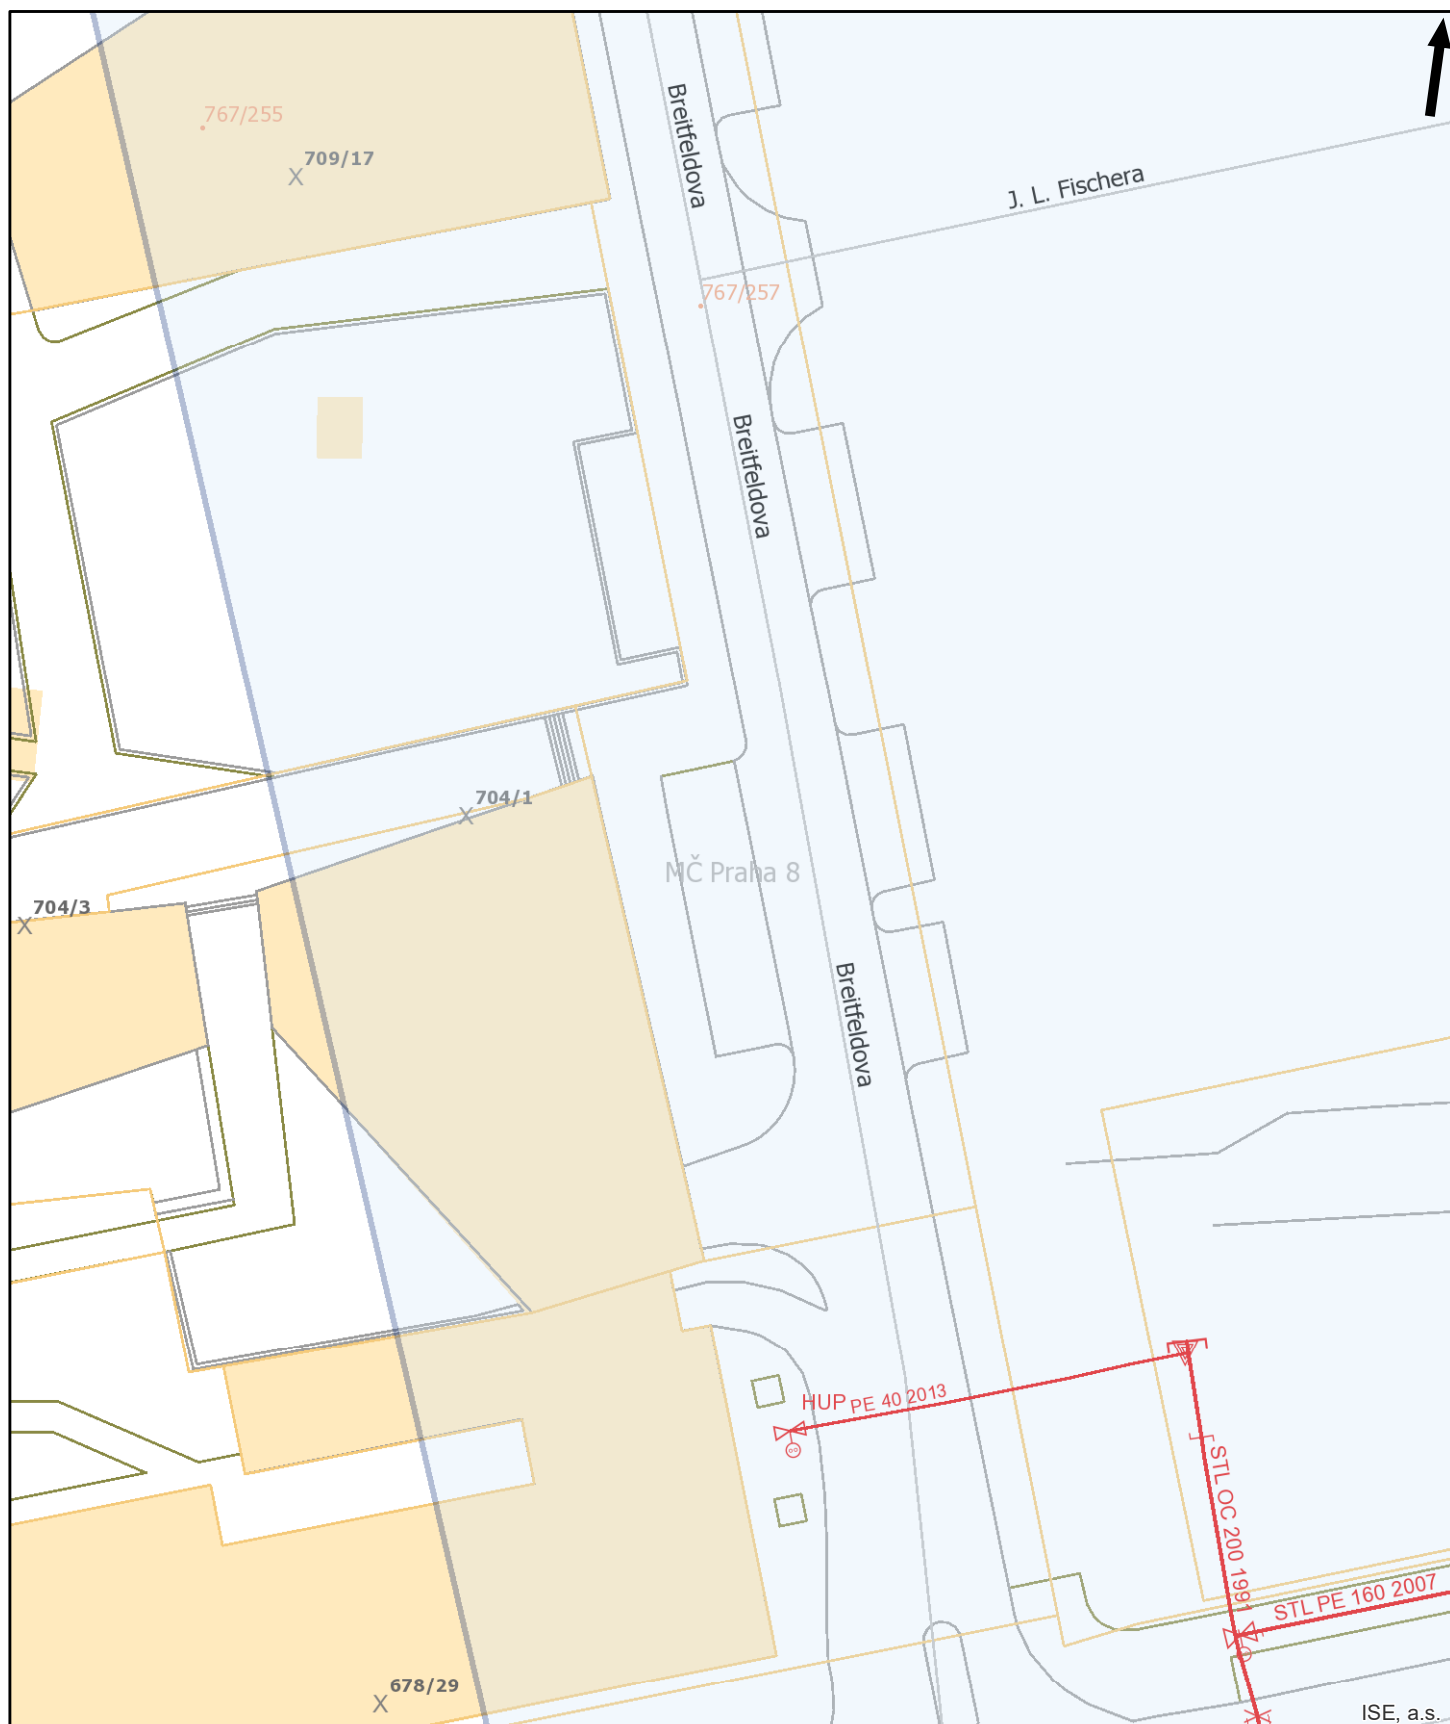 Breitfeldova
767/255
709/17
J. L. Fischera
767/257
Breitfeldova
704/1
MČ Praha 8
704/3
Breitfeldova
HUP
PE 40 2013
STL OC 200 199
STL PE 160 2007
678/29
ISE, a.s.